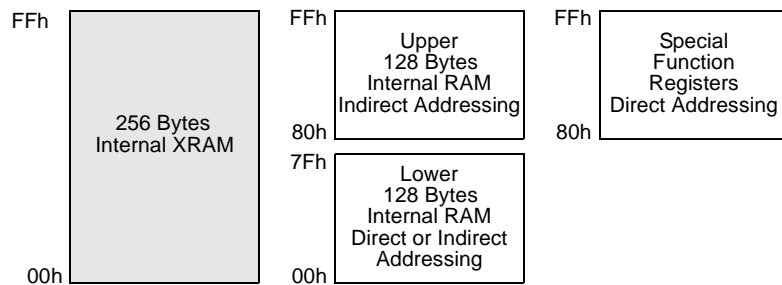 FFh
256 Bytes
Internal XRAM
00h
FFh
Upper
128 Bytes
Internal RAM
Indirect Addressing
80h
7Fh
Lower
128 Bytes
Internal RAM
Direct or Indirect
Addressing
00h
FFh
Special
Function
Registers
Direct Addressing
80h